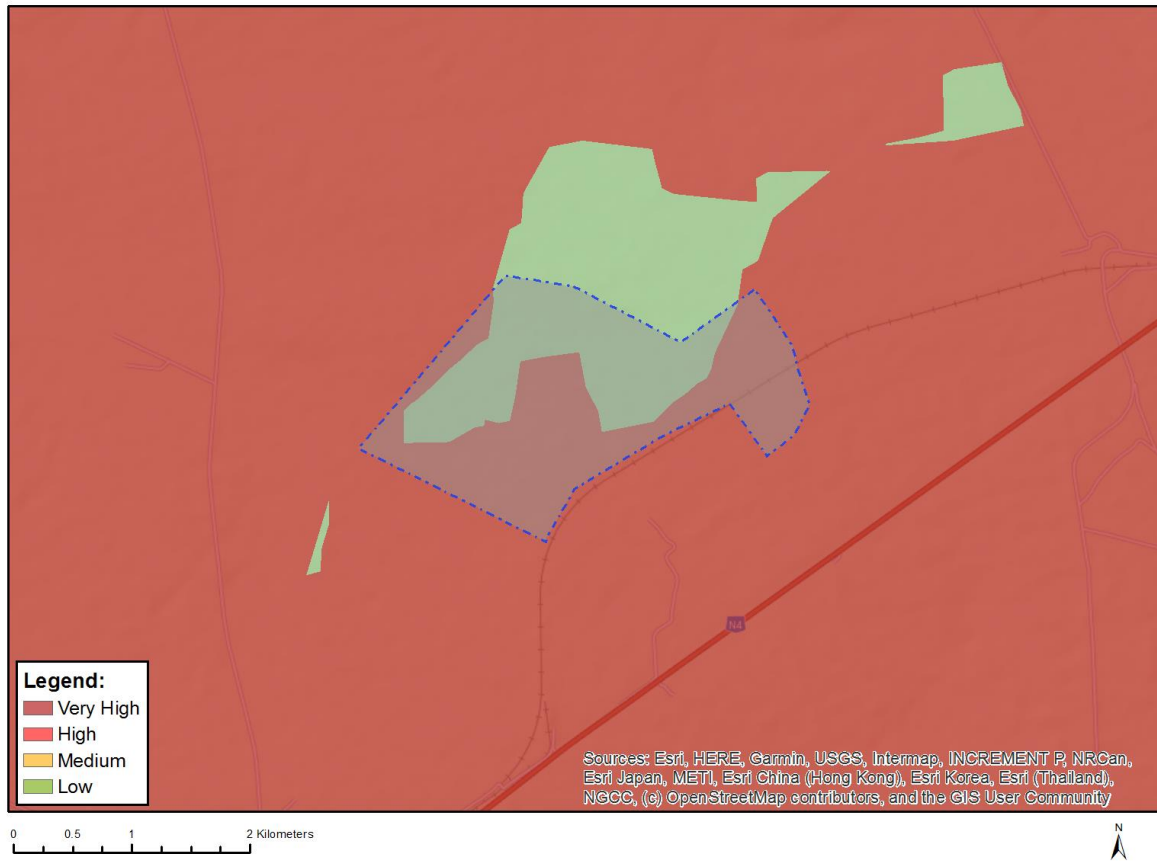 N4
Legend:
Very High
High
Medium
Low
Sources: Esri, HERE, Garmin, USGS, Intermap, INCREMENT P, NRCan,
Esri Japan, METI, Esri China (Hong Kong), Esri Korea, Esri (Thailand),
NGCC, (c) OpenStreetMap contributors, and the GIS User Community
0 0.5 1 2 Kilometers
N